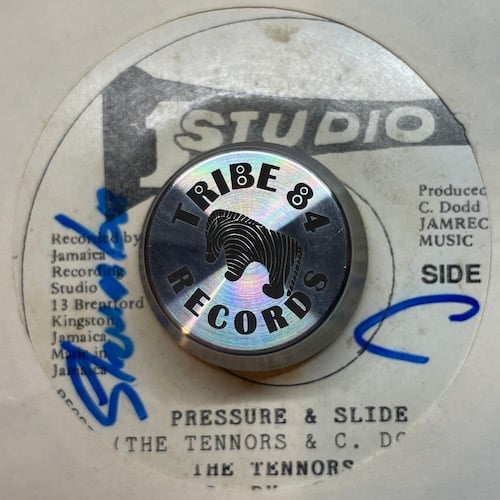 1 STUDIO
TRIBE 84
RECORDS
Produced
C. Dodd
JAMREC
MUSIC
SIDE
Recorded by
Jamaica
Recording
Studio
13 Brentford
Kingston,
Jamaica,
Made in
Jamaica
PRESSURE & SLIDE
(THE TENNORS & C. DO
THE TENNORS